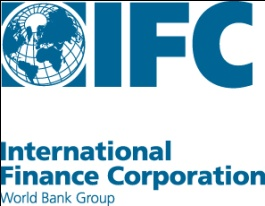 IFC
International
Finance Corporation
World Bank Group